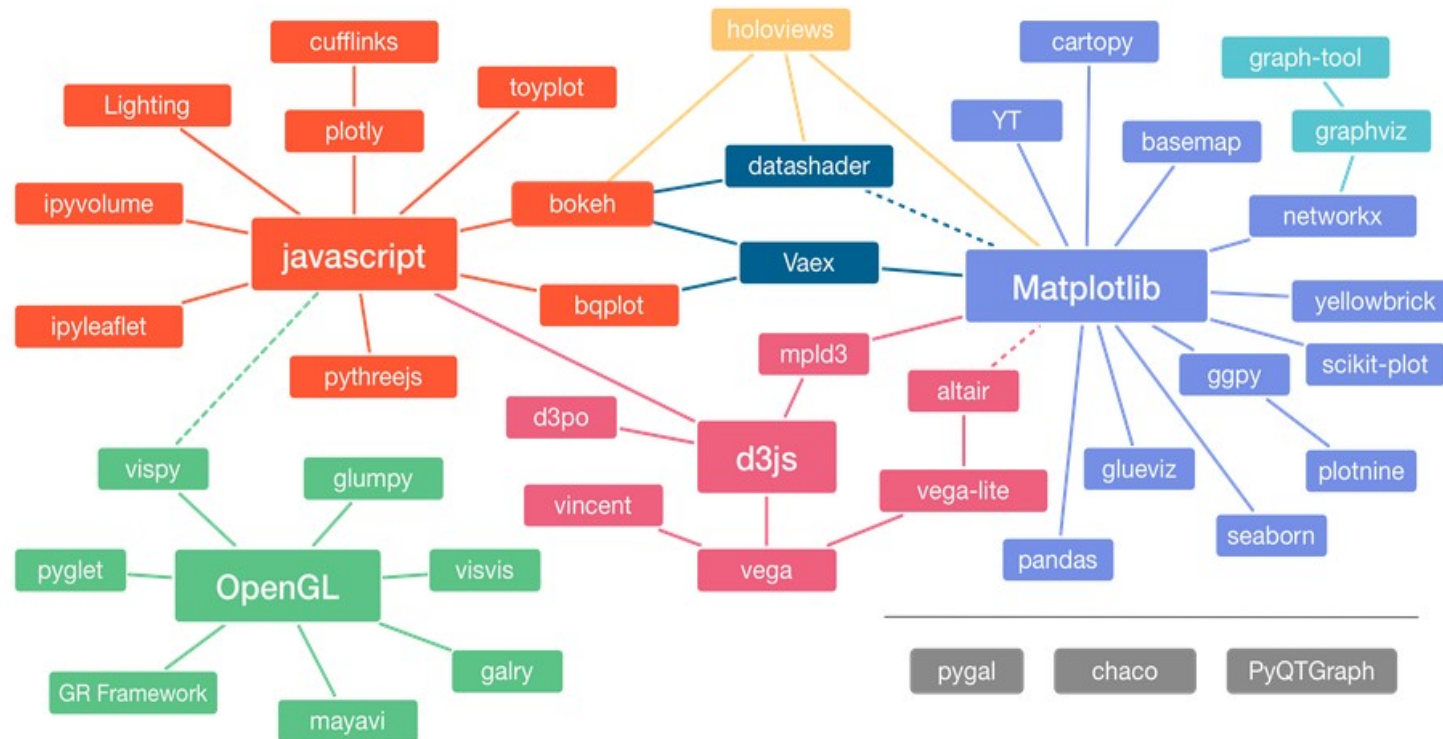 cufflinks
holoviews
cartopy
graph-tool
Lighting
toyplot
plotly
YT
basemap
graphviz
datashader
ipyvolume
bokeh
networkx
javascript
Vaex
Matplotlib
yellowbrick
ipyleaflet
bqplot
mpld3
scikit-plot
pythreejs
altair
ggpy
d3po
d3js
vispy
glumpy
glueviz
plotnine
vincent
vega-lite
seaborn
pyglet
OpenGL
visvis
vega
pandas
GR Framework
galry
mayavi
pygal
chaco
PyQTGraph